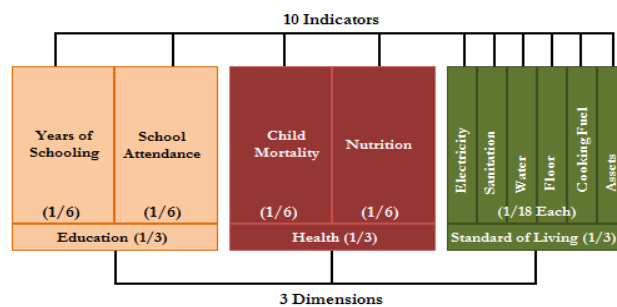 10 Indicators
Years of
Schooling
School
Attendance
Child
Mortality
Nutrition
Electricity
Sanitation
Water
Floor
Cooking Fuel
Assets
(1/6)
(1/6)
(1/6)
(1/6)
(1/18 Each)
Education (1/3)
Health (1/3)
Standard of Living (1/3)
3 Dimensions